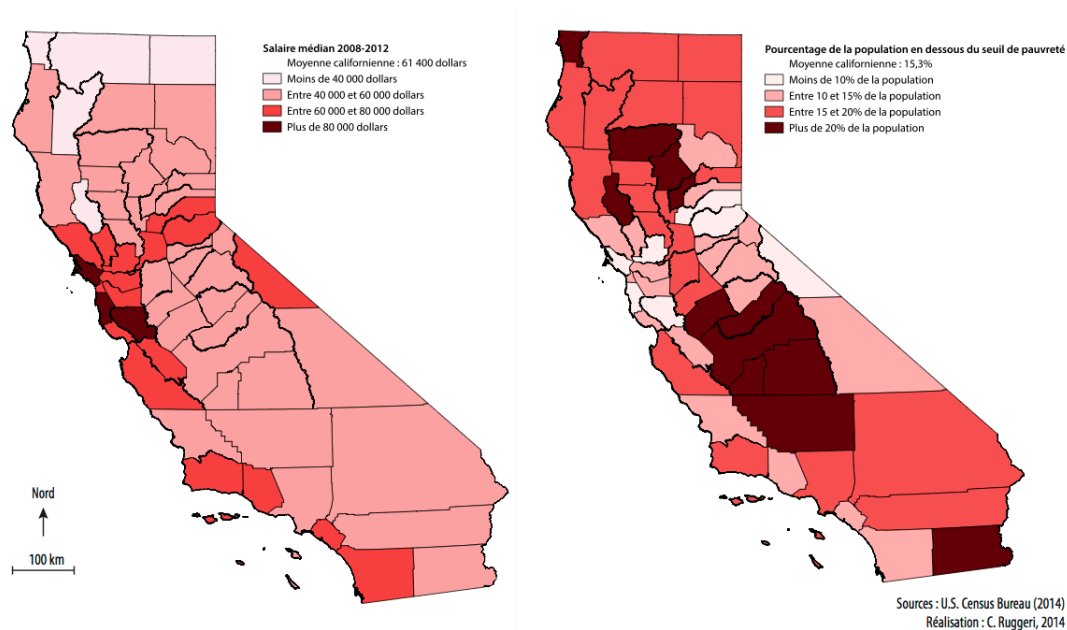 Salaire médian 2008-2012
Moyenne californienne : 61 400 dollars
Moins de 40 000 dollars
Entre 40 000 et 60 000 dollars
Entre 60 000 et 80 000 dollars
Plus de 80 000 dollars
Nord
100 km
Pourcentage de la population en dessous du seuil de pauvreté
Moyenne californienne : 15,3%
Moins de 10% de la population
Entre 10 et 15% de la population
Entre 15 et 20% de la population
Plus de 20% de la population
Sources : U.S. Census Bureau (2014)
Réalisation : C. Ruggeri, 2014